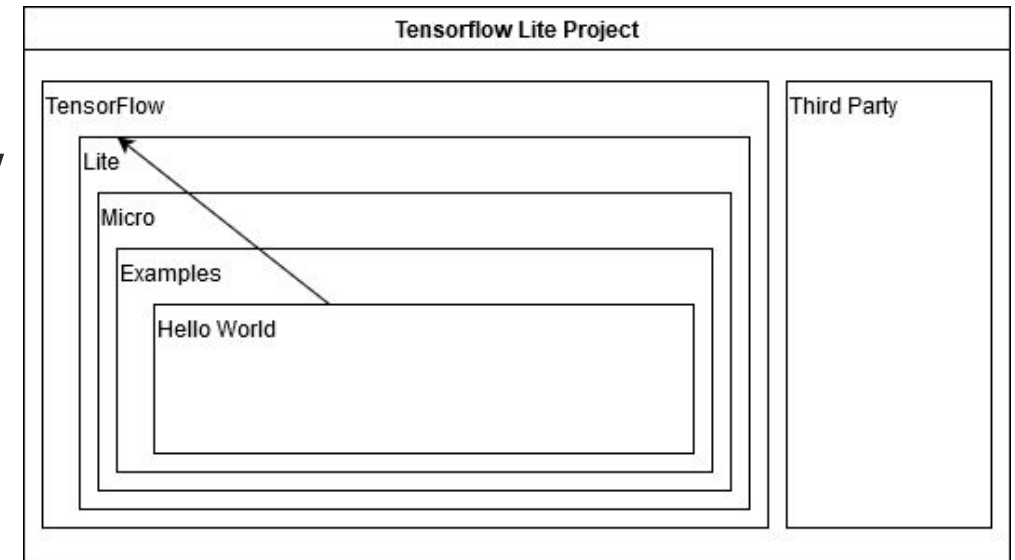 Tensorflow Lite Project
TensorFlow
Third Party
Lite
Micro
Examples
Hello World